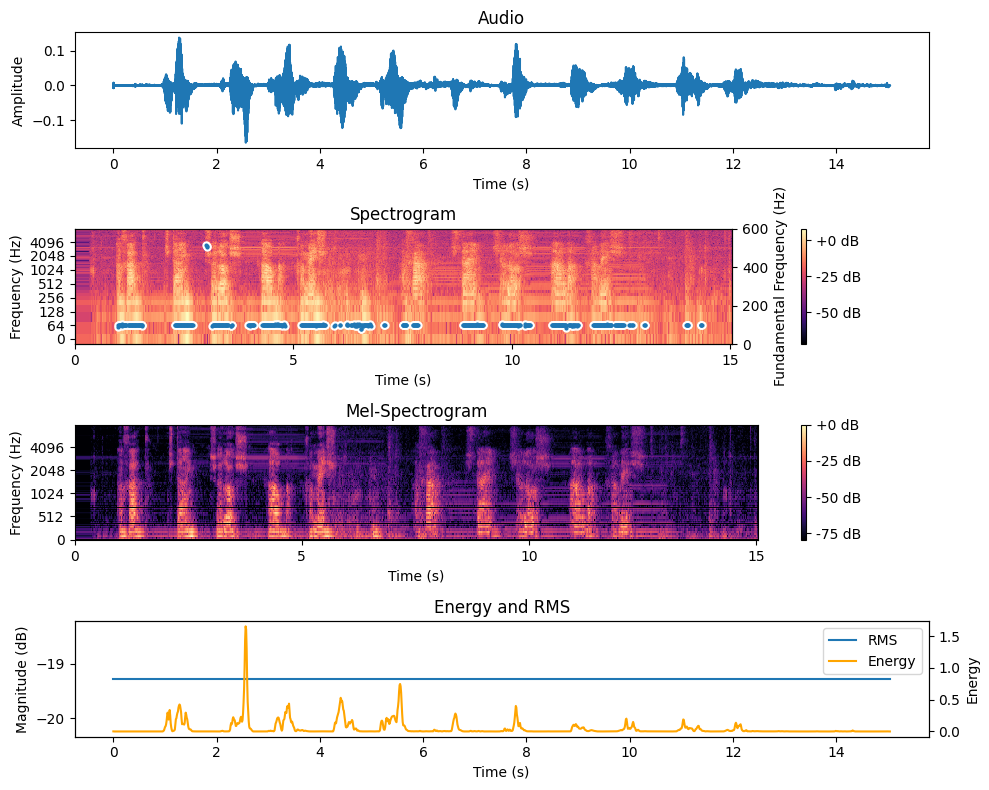 Audio
Amplitude
0.1
0.0
−0.1
0 2 4 6 8 10 12 14
Time (s)
Spectrogram
Frequency (Hz)
4096
2048
1024
512
256
128
64
0
0 5 10 15
Time (s)
600
400
200
0
Fundamental Frequency (Hz)
+0 dB
-25 dB
-50 dB
Mel-Spectrogram
Frequency (Hz)
4096
2048
1024
512
0
0 5 10 15
Time (s)
+0 dB
-25 dB
-50 dB
-75 dB
Energy and RMS
Magnitude (dB)
−19
−20
0 2 4 6 8 10 12 14
Time (s)
RMS
Energy
1.5
1.0
0.5
0.0
Energy